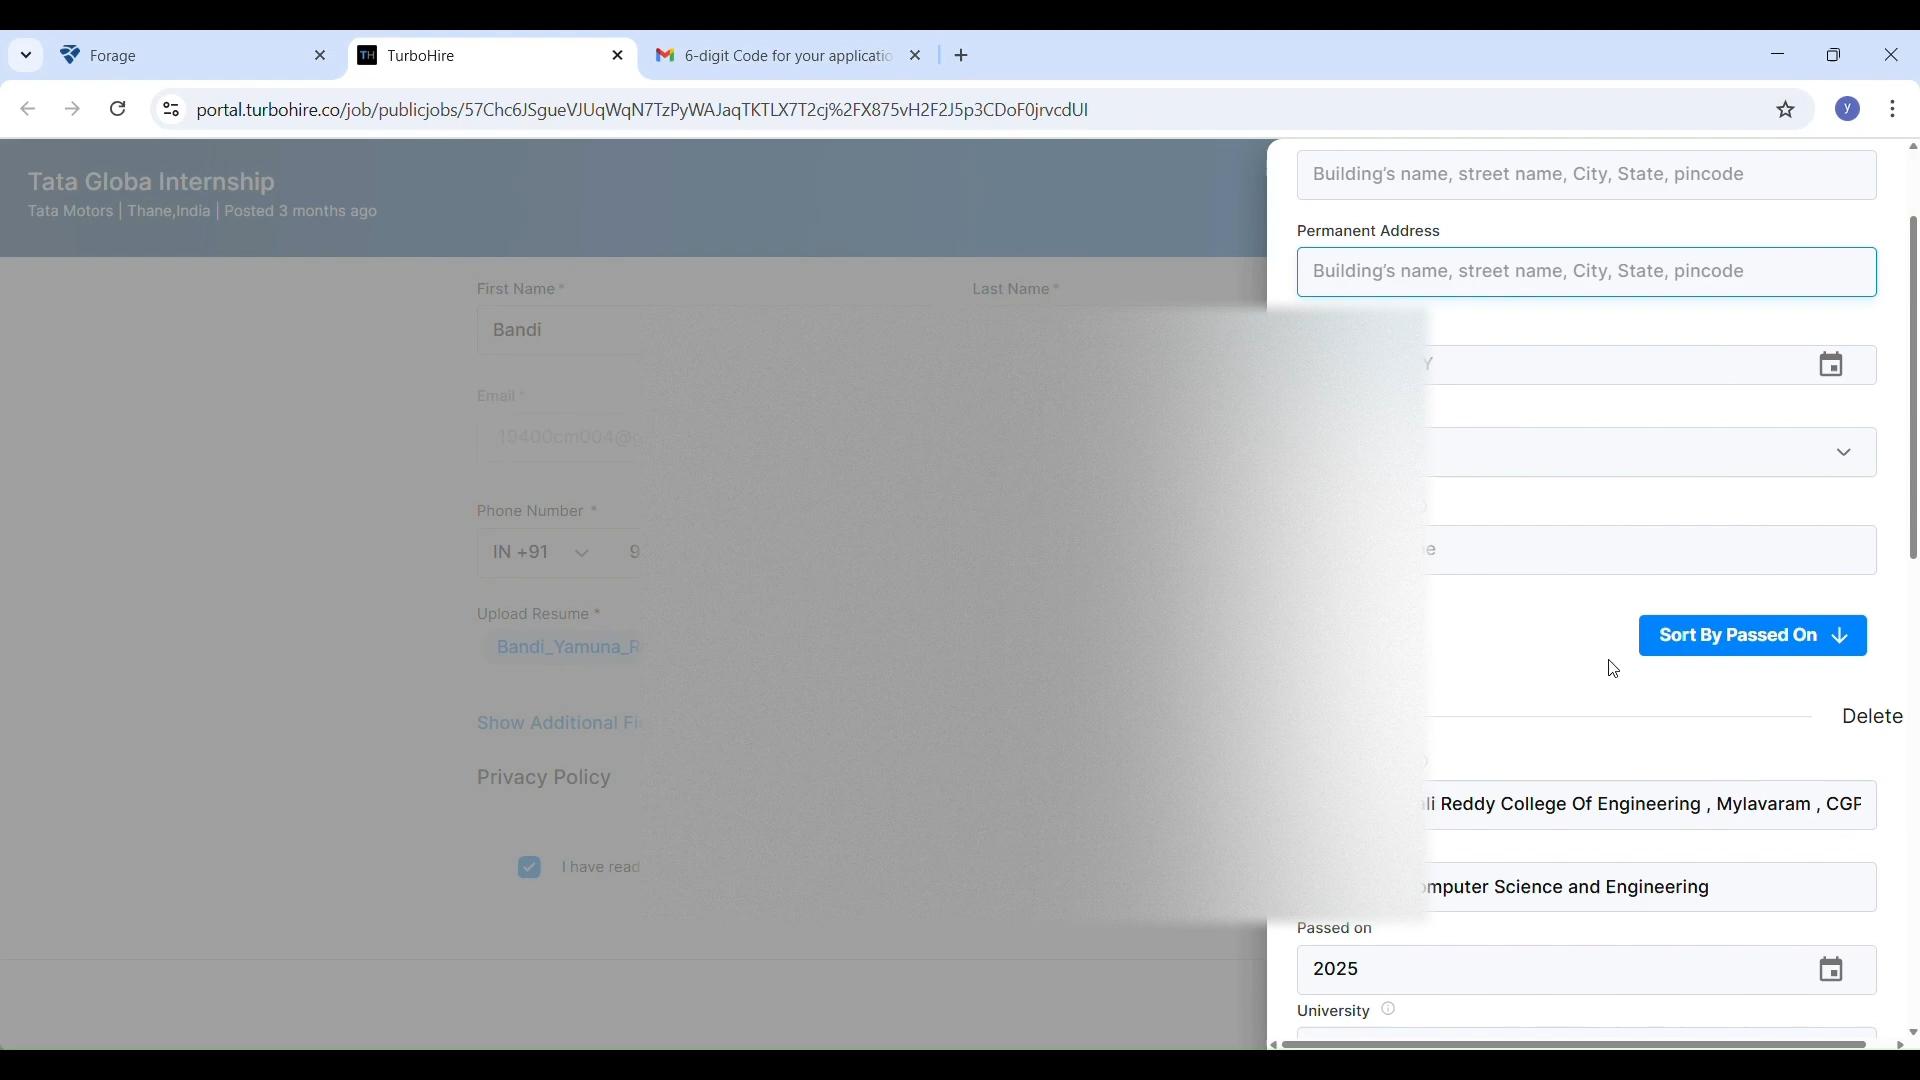 Forage
TurboHire
6-digit Code for your applicatio
portal.turbohire.co/job/publicjobs/57Chc6JSgueVJUqWqN7TzPyWAJaqTKTLX7T2cj%2FX875vH2F2J5p3CDoF0jrvcdUI
y
Tata Globa Internship
Tata Motors | Thane,India | Posted 3 months ago
First Name*
Last Name*
Bandi
Email*
19400cm004@g
Phone Number *
IN +91 9
Upload Resume *
Bandi_Yamuna_R
Show Additional Fi
Privacy Policy
I have read
Building's name, street name, City, State, pincode
Permanent Address
Building's name, street name, City, State, pincode
Y
e
Sort By Passed On
Delete
li Reddy College Of Engineering , Mylavaram , CGP
mputer Science and Engineering
Passed on
2025
University